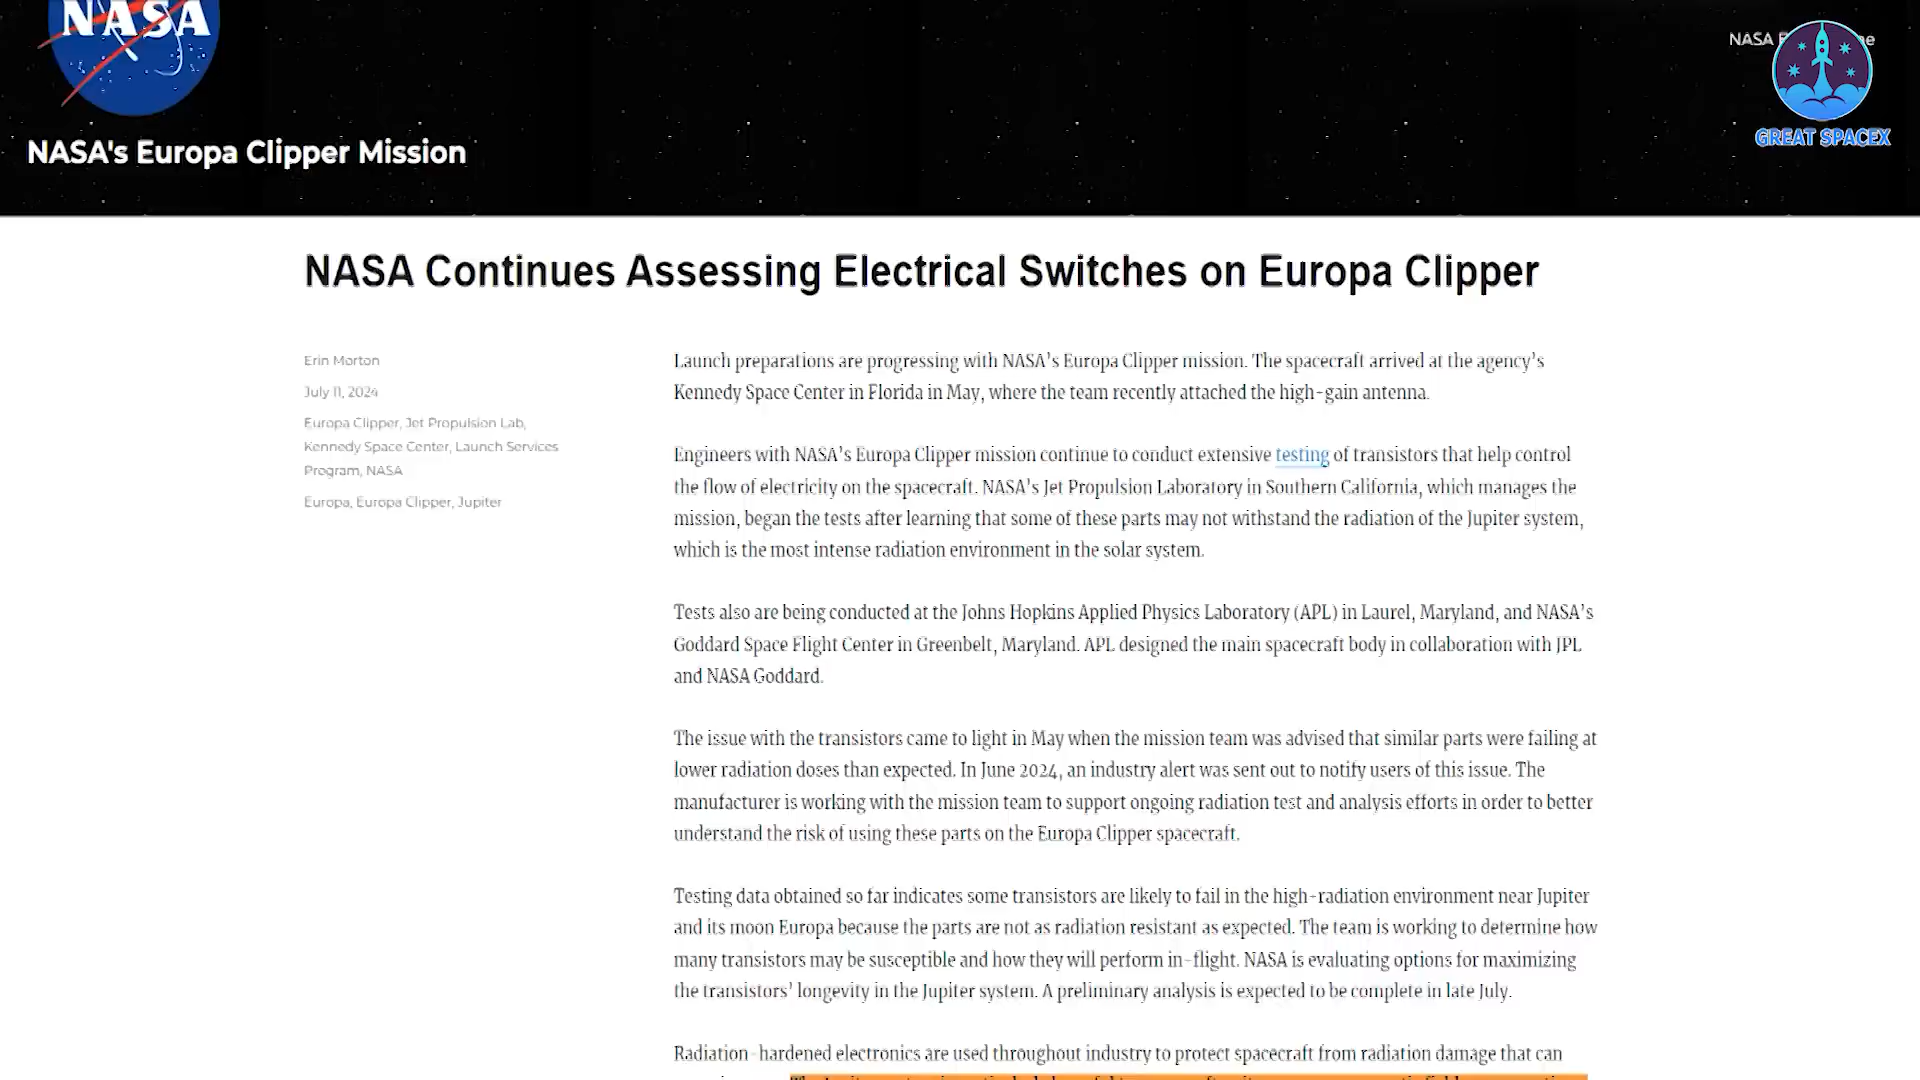 NASA
NASA
GREAT SPACEX
NASA's Europa Clipper Mission
NASA Continues Assessing Electrical Switches on Europa Clipper
Erin Morton
July 11, 2024
Europa Clipper, Jet Propulsion Lab,
Kennedy Space Center, Launch Services
Program, NASA
Europa, Europa Clipper, Jupiter
Launch preparations are progressing with NASA's Europa Clipper mission. The spacecraft arrived at the agency's
Kennedy Space Center in Florida in May, where the team recently attached the high-gain antenna.
Engineers with NASA's Europa Clipper mission continue to conduct extensive testing of transistors that help control
the flow of electricity on the spacecraft. NASA's Jet Propulsion Laboratory in Southern California, which manages the
mission, began the tests after learning that some of these parts may not withstand the radiation of the Jupiter system,
which is the most intense radiation environment in the solar system.
Tests also are being conducted at the Johns Hopkins Applied Physics Laboratory (APL) in Laurel, Maryland, and NASA's
Goddard Space Flight Center in Greenbelt, Maryland. APL designed the main spacecraft body in collaboration with JPL
and NASA Goddard.
The issue with the transistors came to light in May when the mission team was advised that similar parts were failing at
lower radiation doses than expected. In June 2024, an industry alert was sent out to notify users of this issue. The
manufacturer is working with the mission team to support ongoing radiation test and analysis efforts in order to better
understand the risk of using these parts on the Europa Clipper spacecraft.
Testing data obtained so far indicates some transistors are likely to fail in the high-radiation environment near Jupiter
and its moon Europa because the parts are not as radiation resistant as expected. The team is working to determine how
many transistors may be susceptible and how they will perform in-flight. NASA is evaluating options for maximizing
the transistors' longevity in the Jupiter system. A preliminary analysis is expected to be complete in late July.
Radiation-hardened electronics are used throughout industry to protect spacecraft from radiation damage that can